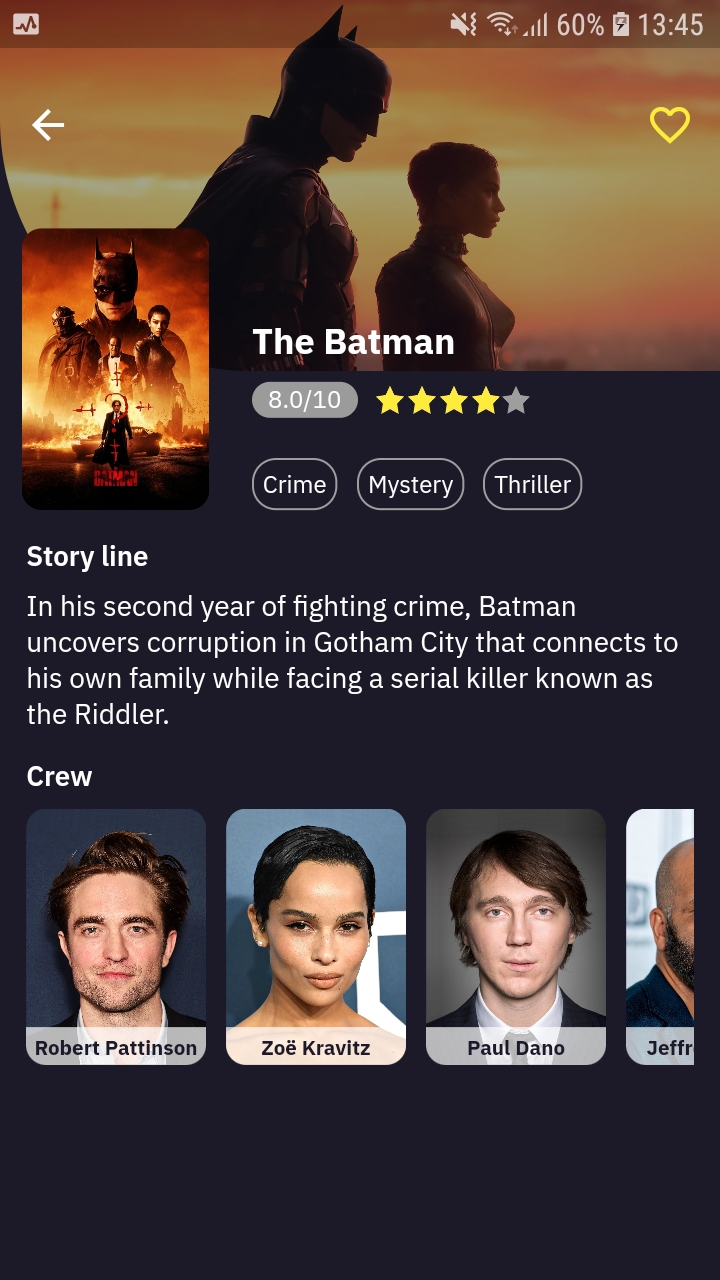 60% 13:45
The Batman
BATMAN
8.0/10
Crime Mystery Thriller
Story line
In his second year of fighting crime, Batman
uncovers corruption in Gotham City that connects to
his own family while facing a serial killer known as
the Riddler.
Crew
Robert Pattinson Zoë Kravitz Paul Dano Jeffr